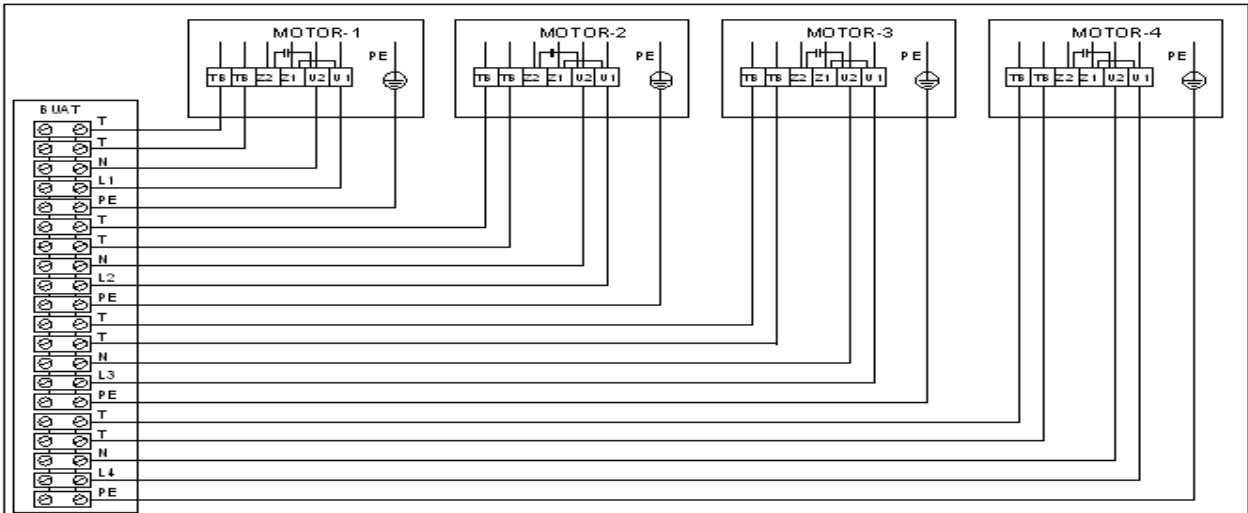 MOTOR-1
MOTOR-2
MOTOR-3
MOTOR-4
PE
PE
PE
PE
TB TB Z2 Z1 U2 U1
TB TB Z2 Z1 U2 U1
TB TB Z2 Z1 U2 U1
TB TB Z2 Z1 U2 U1
BUAT
T
T
N
L1
PE
T
T
N
L2
PE
T
T
N
L3
PE
T
T
N
L4
PE